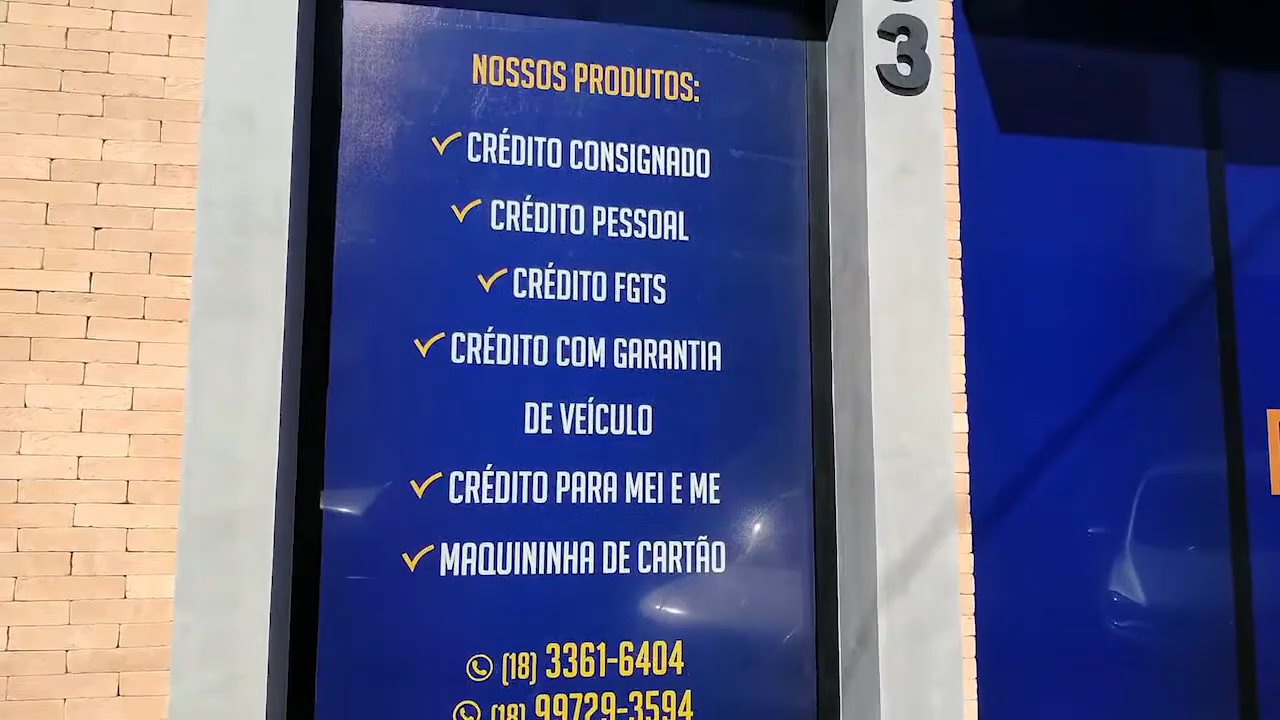 3
NOSSOS PRODUTOS:
CRÉDITO CONSIGNADO
CRÉDITO PESSOAL
CRÉDITO FGTS
CRÉDITO COM GARANTIA
DE VEÍCULO
CRÉDITO PARA MEI E ME
MAQUININHA DE CARTÃO
(18) 3361-6404
(18) 99729-3594